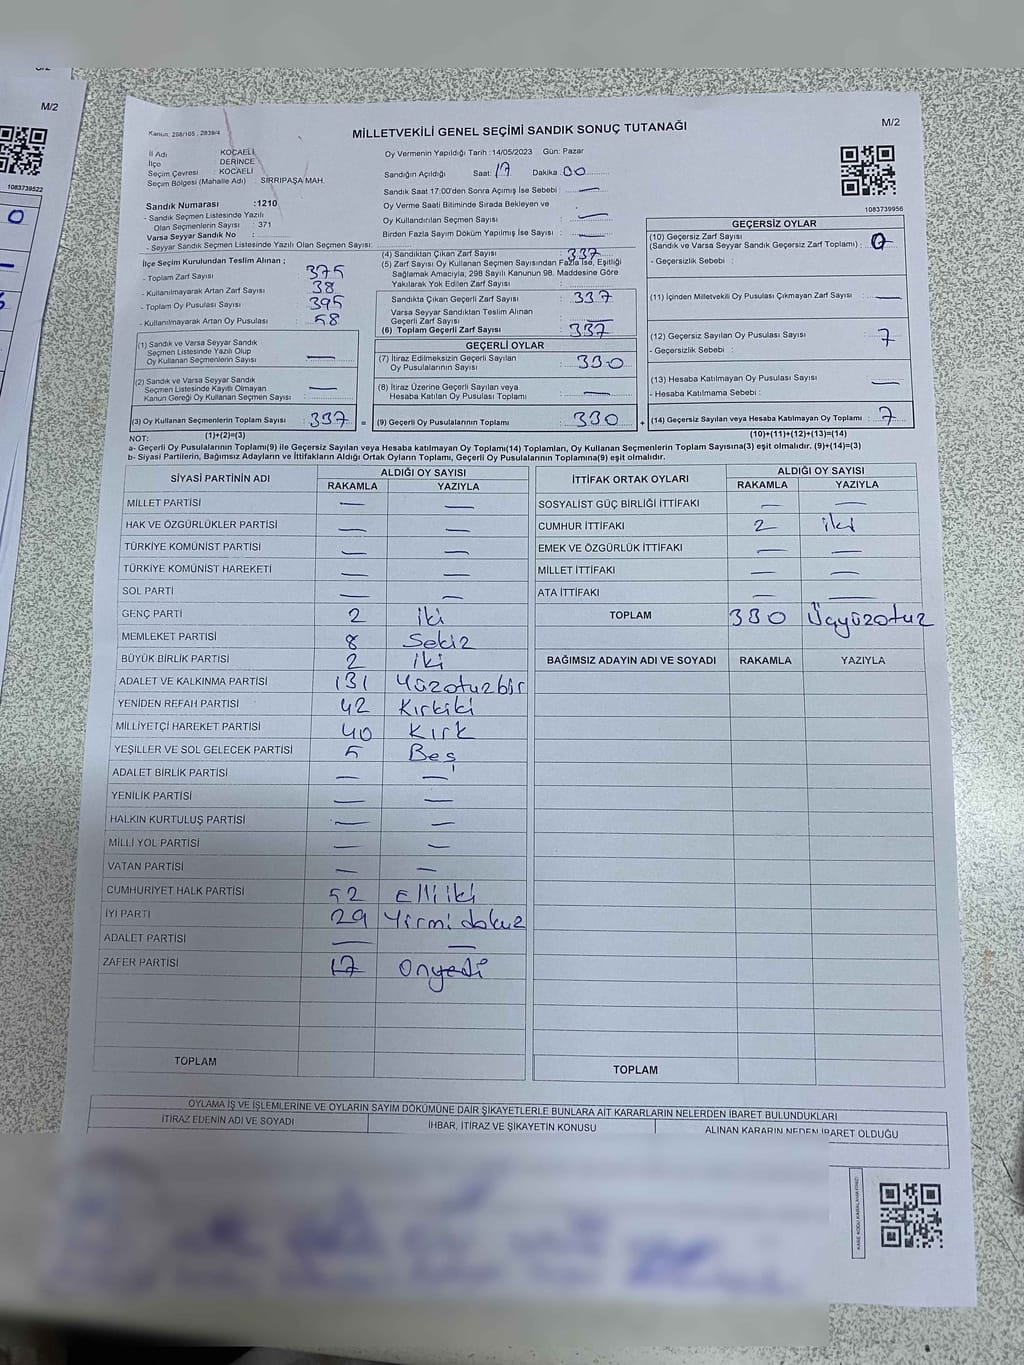 M/2
1083739522
0
Kanun, 298/105 , 2839/4
MİLLETVEKİLİ GENEL SEÇİMİ SANDIK SONUÇ TUTANAĞI
M/2
İl Adı KOCAELİ
İlçe DERİNCE
Seçim Çevresi KOCAELİ
Seçim Bölgesi (Mahalle Adı) : SIRRIPAŞA MAH.
Sandık Numarası :1210
- Sandık Seçmen Listesinde Yazılı
Olan Seçmenlerin Sayısı : 371
Varsa Seyyar Sandık No :
- Seyyar Sandık Seçmen Listesinde Yazılı Olan Seçmen Sayısı:
Oy Vermenin Yapıldığı Tarih :14/05/2023 Gün: Pazar
Sandığın Açıldığı Saat: 17 Dakika 00
Sandık Saat 17:00'den Sonra Açımış İse Sebebi : —
Oy Verme Saati Bitiminde Sırada Bekleyen ve
Oy Kullandırılan Seçmen Sayısı : —
Birden Fazla Sayım Döküm Yapılmış İse Sayısı : —
1083739956
İlçe Seçim Kurulundan Teslim Alınan ;
- Toplam Zarf Sayısı : 375
- Kullanılmayarak Artan Zarf Sayısı : 38
- Toplam Oy Pusulası Sayısı : 395
- Kullanılmayarak Artan Oy Pusulası : 58
(1) Sandık ve Varsa Seyyar Sandık
Seçmen Listesinde Yazılı Olup
Oy Kullanan Seçmenlerin Sayısı : —
(2) Sandık ve Varsa Seyyar Sandık
Seçmen Listesinde Kayıtlı Olmayan
Kanun Gereği Oy Kullanan Seçmen Sayısı : —
(3) Oy Kullanan Seçmenlerin Toplam Sayısı : 337
(1)+(2)=(3)
(4) Sandıktan Çıkan Zarf Sayısı : 337
(5) Zarf Sayısı Oy Kullanan Seçmen Sayısından Fazla İse, Eşitliği
Sağlamak Amacıyla, 298 Sayılı Kanunun 98. Maddesine Göre
Yakılarak Yok Edilen Zarf Sayısı :
Sandıkta Çıkan Geçerli Zarf Sayısı : 337
Varsa Seyyar Sandıktan Teslim Alınan
Geçerli Zarf Sayısı : —
(6) Toplam Geçerli Zarf Sayısı : 337
GEÇERLİ OYLAR
(7) İtiraz Edilmeksizin Geçerli Sayılan
Oy Pusulalarının Sayısı : 330
(8) İtiraz Üzerine Geçerli Sayılan veya
Hesaba Katılan Oy Pusulası Toplamı : —
= (9) Geçerli Oy Pusulalarının Toplamı : 330
GEÇERSİZ OYLAR
(10) Geçersiz Zarf Sayısı
(Sandık ve Varsa Seyyar Sandık Geçersiz Zarf Toplamı) : 0
- Geçersizlik Sebebi :
(11) İçinden Milletvekili Oy Pusulası Çıkmayan Zarf Sayısı : —
(12) Geçersiz Sayılan Oy Pusulası Sayısı : 7
- Geçersizlik Sebebi :
(13) Hesaba Katılmayan Oy Pusulası Sayısı : —
- Hesaba Katılmama Sebebi :
+ (14) Geçersiz Sayılan veya Hesaba Katılmayan Oy Toplamı : 7
(10)+(11)+(12)+(13)=(14)
NOT:
a- Geçerli Oy Pusulalarının Toplamı(9) ile Geçersiz Sayılan veya Hesaba katılmayan Oy Toplamı(14) Toplamları, Oy Kullanan Seçmenlerin Toplam Sayısına(3) eşit olmalıdır. (9)+(14)=(3)
b- Siyasi Partilerin, Bağımsız Adayların ve İttifakların Aldığı Ortak Oyların Toplamı, Geçerli Oy Pusulalarının Toplamına(9) eşit olmalıdır.
SİYASİ PARTİNİN ADI ALDIĞI OY SAYISI
RAKAMLA YAZIYLA
MİLLET PARTİSİ — —
HAK VE ÖZGÜRLÜKLER PARTİSİ — —
TÜRKİYE KOMÜNİST PARTİSİ — —
TÜRKİYE KOMÜNİST HAREKETİ — —
SOL PARTİ — —
GENÇ PARTİ 2 iki
MEMLEKET PARTİSİ 8 Sekiz
BÜYÜK BİRLİK PARTİSİ 2 iki
ADALET VE KALKINMA PARTİSİ 131 Yüzotuzbir
YENİDEN REFAH PARTİSİ 42 Kırkiki
MİLLİYETÇİ HAREKET PARTİSİ 40 Kırk
YEŞİLLER VE SOL GELECEK PARTİSİ 5 Beş
ADALET BİRLİK PARTİSİ — —
YENİLİK PARTİSİ — —
HALKIN KURTULUŞ PARTİSİ — —
MİLLİ YOL PARTİSİ — —
VATAN PARTİSİ — —
CUMHURİYET HALK PARTİSİ 52 Elliiki
İYİ PARTİ 29 Yirmidokuz
ADALET PARTİSİ — —
ZAFER PARTİSİ 17 Onyedi
TOPLAM
İTTİFAK ORTAK OYLARI ALDIĞI OY SAYISI
RAKAMLA YAZIYLA
SOSYALİST GÜÇ BİRLİĞİ İTTİFAKI — —
CUMHUR İTTİFAKI 2 iki
EMEK VE ÖZGÜRLÜK İTTİFAKI — —
MİLLET İTTİFAKI — —
ATA İTTİFAKI — —
TOPLAM 330 Üçyüzotuz
BAĞIMSIZ ADAYIN ADI VE SOYADI RAKAMLA YAZIYLA
TOPLAM
OYLAMA İŞ VE İŞLEMLERİNE VE OYLARIN SAYIM DÖKÜMÜNE DAİR ŞİKAYETLERLE BUNLARA AİT KARARLARIN NELERDEN İBARET BULUNDUKLARI
İTİRAZ EDENİN ADI VE SOYADI İHBAR, İTİRAZ VE ŞİKAYETİN KONUSU ALINAN KARARIN NEDEN İBARET OLDUĞU